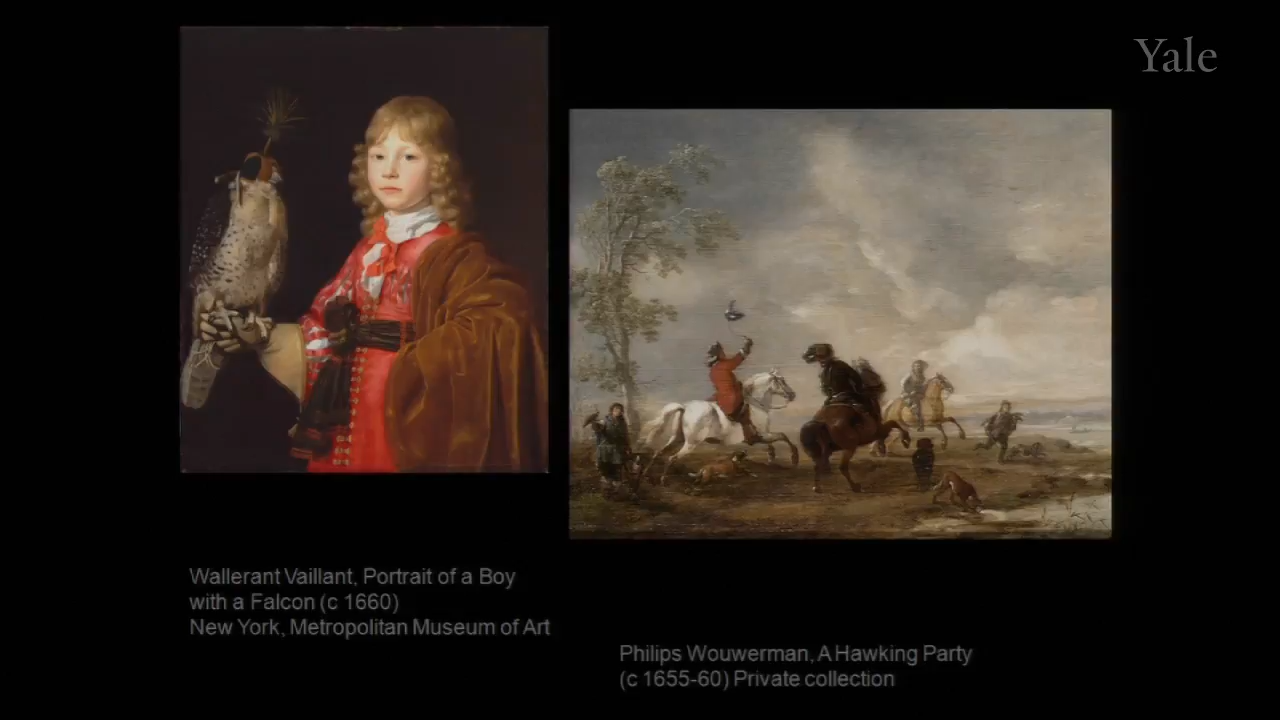 Yale
Wallerant Vaillant, Portrait of a Boy
with a Falcon (c 1660)
New York, Metropolitan Museum of Art
Philips Wouwerman, A Hawking Party
(c 1655-60) Private collection